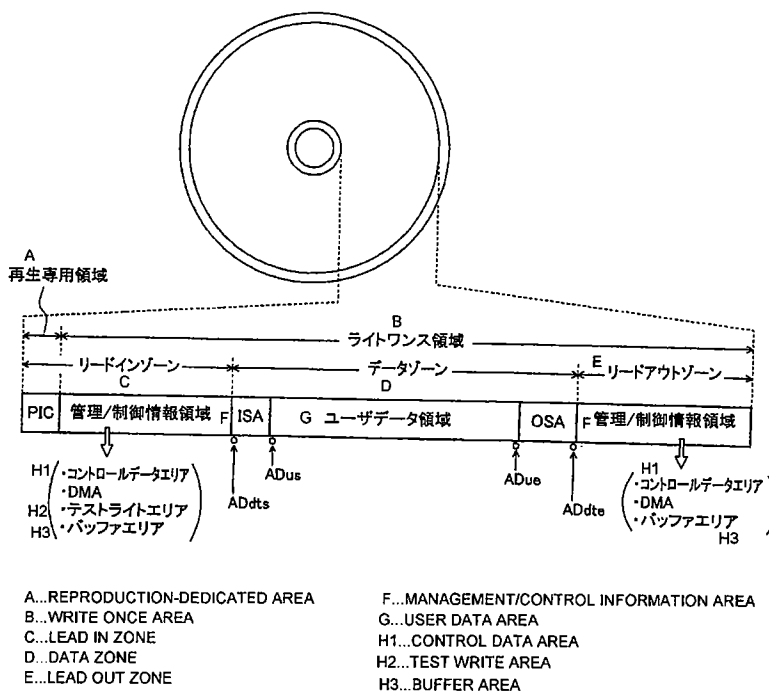 A
再生専用領域
B
ライトワンス領域
リードインゾーン
C
データゾーン
D
E
リードアウトゾーン
PIC
管理/制御情報領域
F
ISA
G ユーザデータ領域
OSA
F
管理/制御情報領域
ADdts
ADus
ADue
ADdte
H1
・コントロールデータエリア
・DMA
H2
・テストライトエリア
H3
・バッファエリア
H1
・コントロールデータエリア
・DMA
・バッファエリア
H3
A...REPRODUCTION-DEDICATED AREA
B...WRITE ONCE AREA
C...LEAD IN ZONE
D...DATA ZONE
E...LEAD OUT ZONE
F...MANAGEMENT/CONTROL INFORMATION AREA
G...USER DATA AREA
H1...CONTROL DATA AREA
H2...TEST WRITE AREA
H3...BUFFER AREA